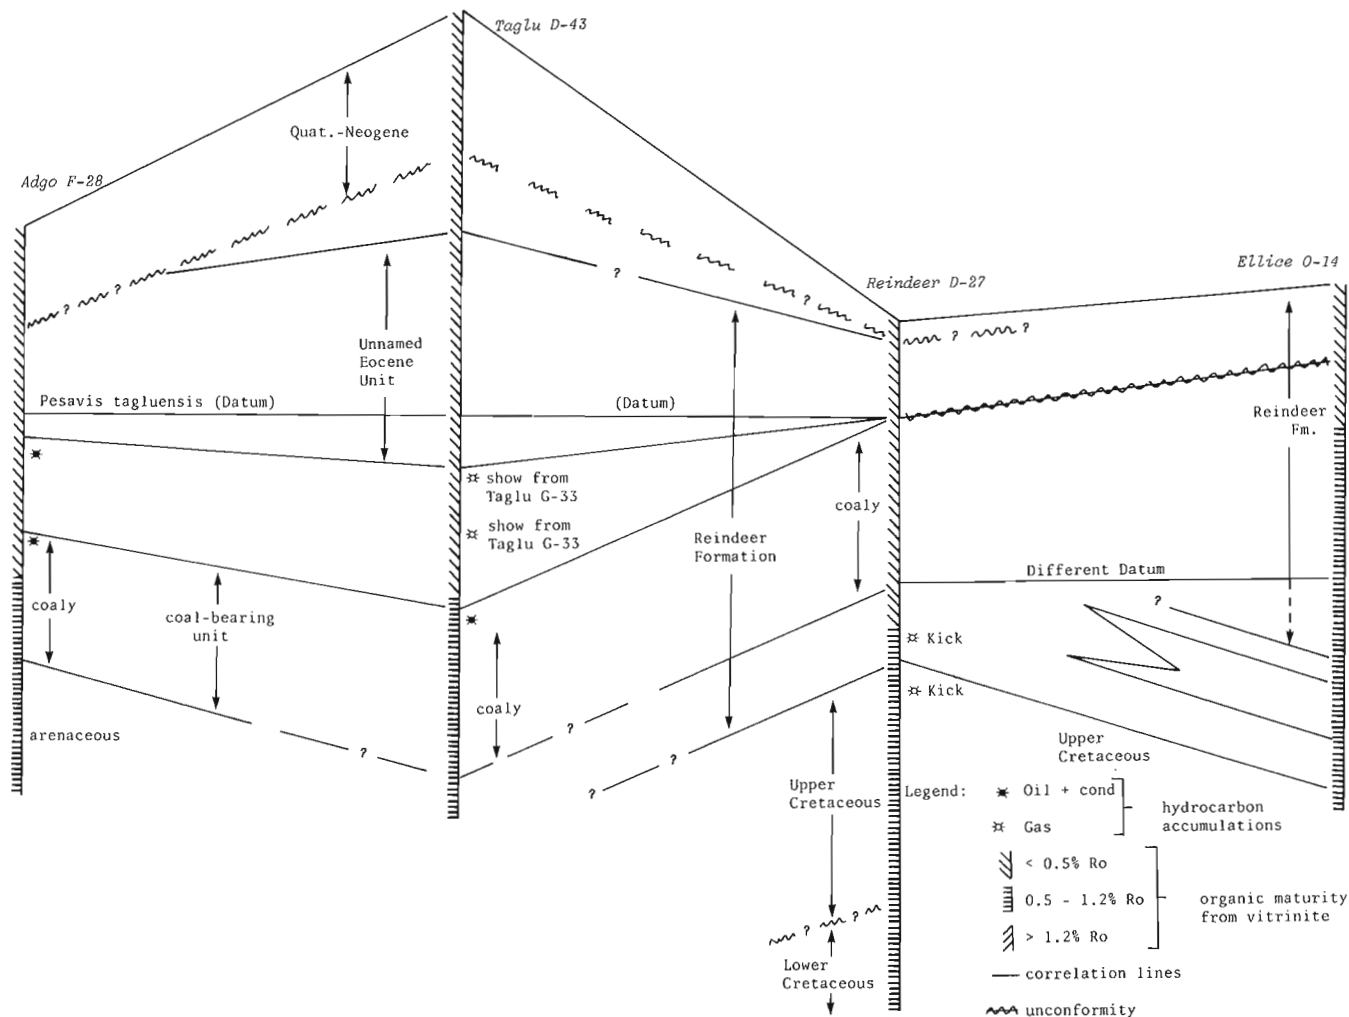 Taglu D-43
Quat.-Neogene
Adgo F-28
Ellice O-14
Reindeer D-27
?
?
?
?
?
?
?
Unnamed
Eocene
Unit
Pesavis tagluensis (Datum)
(Datum)
Reindeer
Fm.
show from
Taglu G-33
show from
Taglu G-33
coaly
Reindeer
Formation
Different Datum
coaly
coal-bearing
unit
?
Kick
Kick
coaly
arenaceous
?
?
?
?
Upper
Cretaceous
Upper
Cretaceous
Legend:
Oil + cond
Gas
hydrocarbon
accumulations
< 0.5% Ro
0.5 - 1.2% Ro
> 1.2% Ro
organic maturity
from vitrinite
? ?
Lower
Cretaceous
correlation lines
unconformity